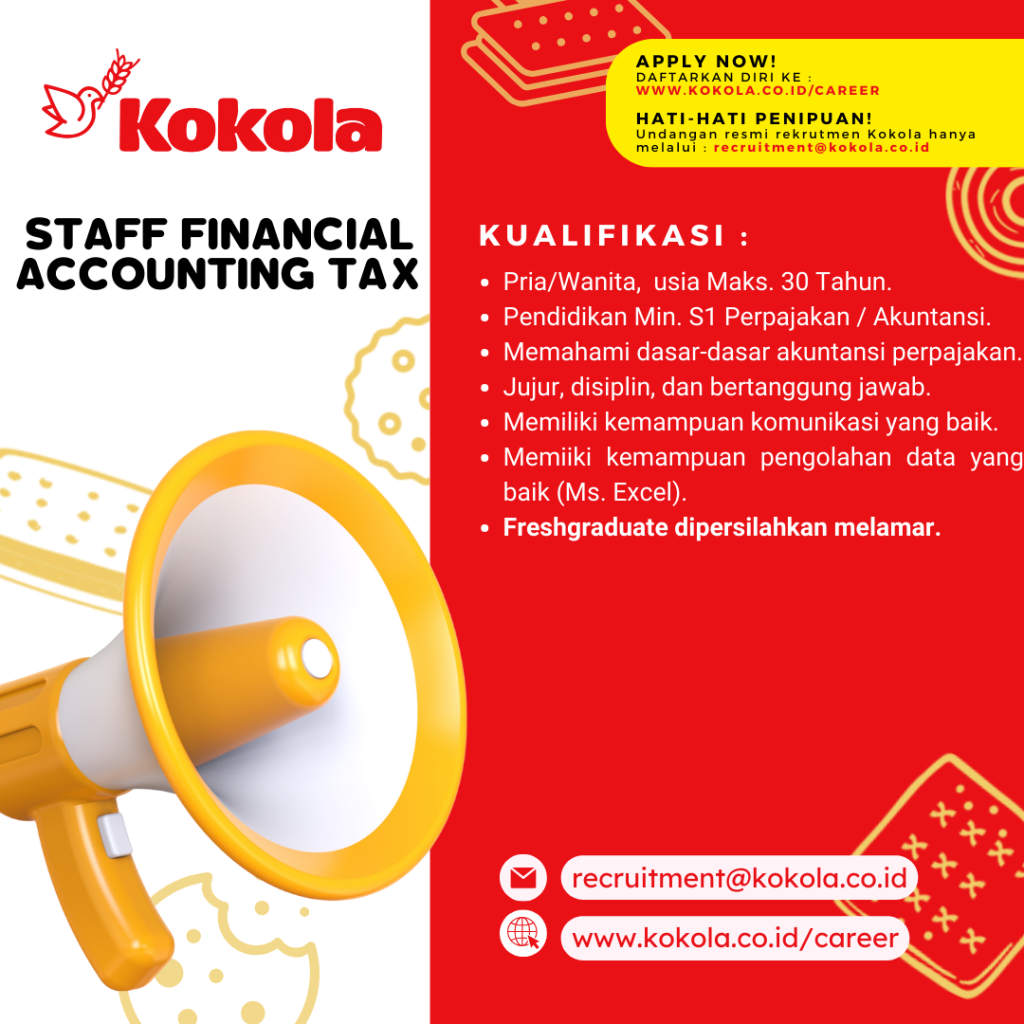 Kokola
STAFF FINANCIAL
ACCOUNTING TAX
APPLY NOW!
DAFTARKAN DIRI KE :
WWW.KOKOLA.CO.ID/CAREER
HATI-HATI PENIPUAN!
Undangan resmi rekrutmen Kokola hanya
melalui : recruitment@kokola.co.id
KUALIFIKASI :
• Pria/Wanita, usia Maks. 30 Tahun.
• Pendidikan Min. S1 Perpajakan / Akuntansi.
• Memahami dasar-dasar akuntansi perpajakan.
• Jujur, disiplin, dan bertanggung jawab.
• Memiliki kemampuan komunikasi yang baik.
• Memiiki kemampuan pengolahan data yang
baik (Ms. Excel).
• Freshgraduate dipersilahkan melamar.
recruitment@kokola.co.id
www.kokola.co.id/career